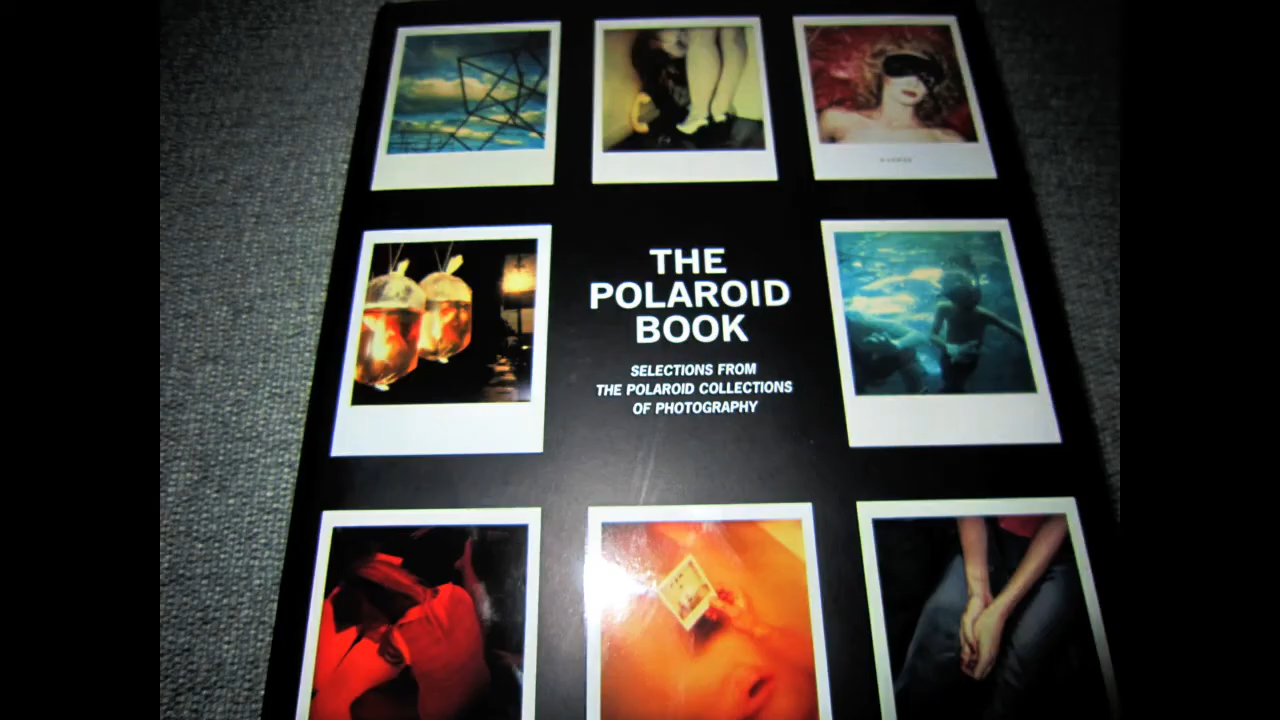 THE
POLAROID
BOOK
SELECTIONS FROM
THE POLAROID COLLECTIONS
OF PHOTOGRAPHY